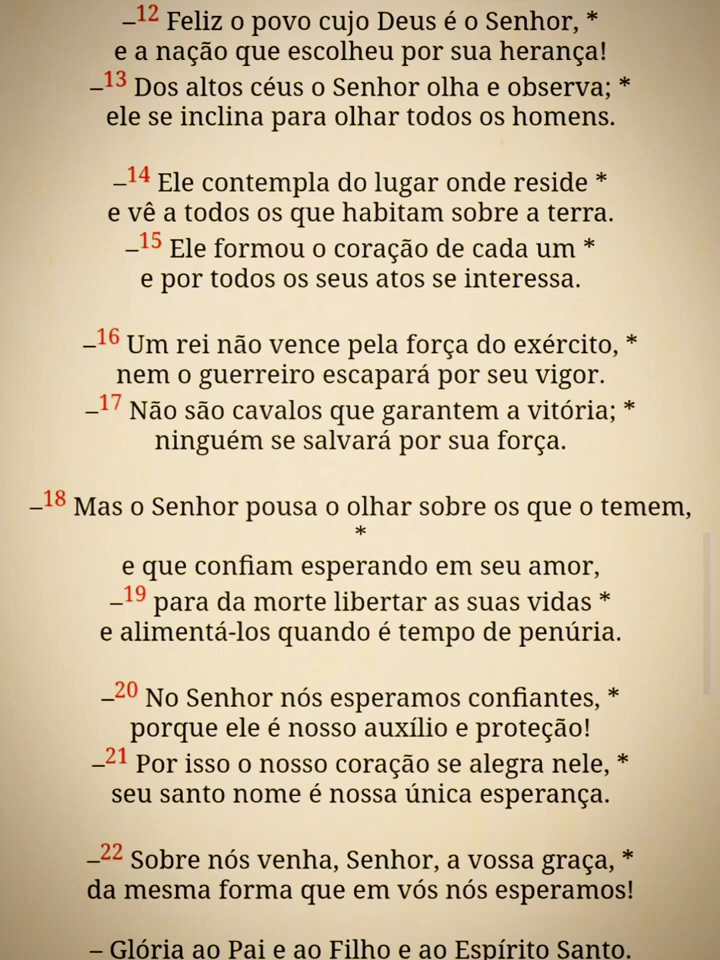 –12 Feliz o povo cujo Deus é o Senhor, *
e a nação que escolheu por sua herança!
–13 Dos altos céus o Senhor olha e observa; *
ele se inclina para olhar todos os homens.
–14 Ele contempla do lugar onde reside *
e vê a todos os que habitam sobre a terra.
–15 Ele formou o coração de cada um *
e por todos os seus atos se interessa.
–16 Um rei não vence pela força do exército, *
nem o guerreiro escapará por seu vigor.
–17 Não são cavalos que garantem a vitória; *
ninguém se salvará por sua força.
–18 Mas o Senhor pousa o olhar sobre os que o temem,
*
e que confiam esperando em seu amor,
–19 para da morte libertar as suas vidas *
e alimentá-los quando é tempo de penúria.
–20 No Senhor nós esperamos confiantes, *
porque ele é nosso auxílio e proteção!
–21 Por isso o nosso coração se alegra nele, *
seu santo nome é nossa única esperança.
–22 Sobre nós venha, Senhor, a vossa graça, *
da mesma forma que em vós nós esperamos!
– Glória ao Pai e ao Filho e ao Espírito Santo.